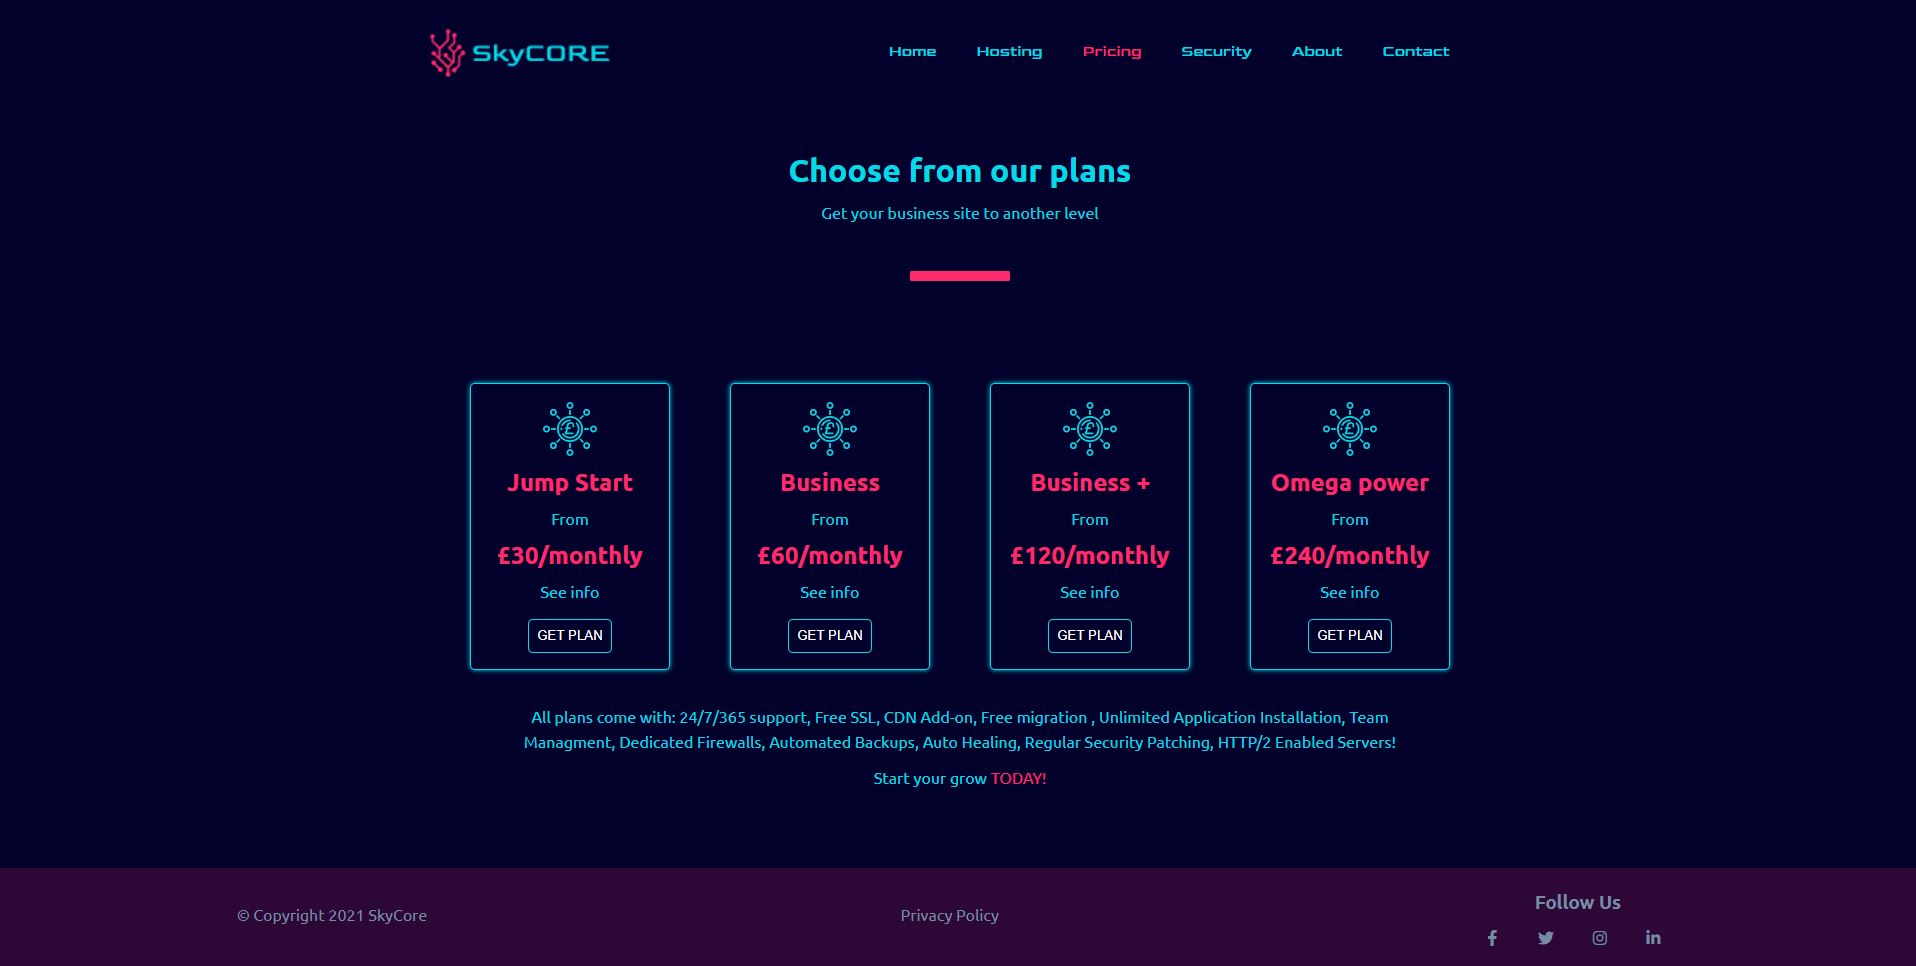 SkyCORE
Home Hosting Pricing Security About Contact
Choose from our plans
Get your business site to another level
£ £ £ £
Jump Start Business Business + Omega power
From From From From
£30/monthly £60/monthly £120/monthly £240/monthly
See info See info See info See info
GET PLAN GET PLAN GET PLAN GET PLAN
All plans come with: 24/7/365 support, Free SSL, CDN Add-on, Free migration , Unlimited Application Installation, Team
Managment, Dedicated Firewalls, Automated Backups, Auto Healing, Regular Security Patching, HTTP/2 Enabled Servers!
Start your grow TODAY!
© Copyright 2021 SkyCore
Privacy Policy
Follow Us